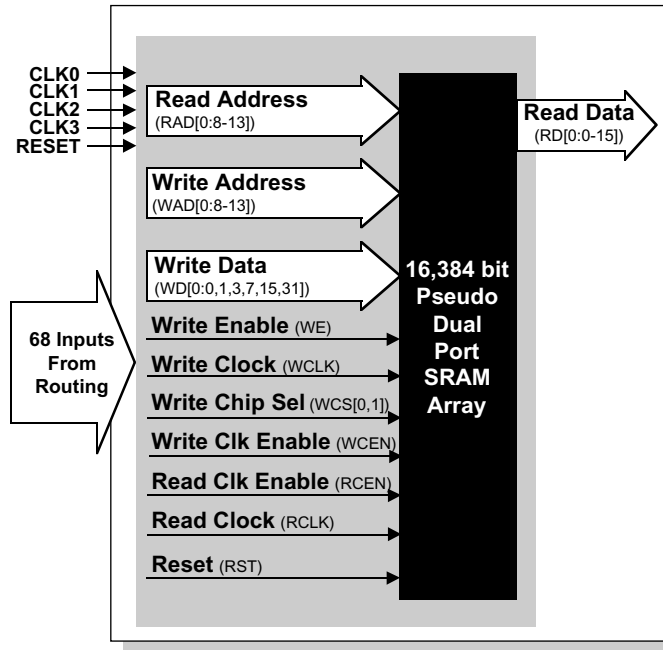 CLK0
CLK1
CLK2
CLK3
RESET
Read Address
(RAD[0:8-13])
Write Address
(WAD[0:8-13])
Write Data
(WD[0:0,1,3,7,15,31])
68 Inputs
From
Routing
Write Enable (WE)
Write Clock (WCLK)
Write Chip Sel (WCS[0,1])
Write Clk Enable (WCEN)
Read Clk Enable (RCEN)
Read Clock (RCLK)
Reset (RST)
16,384 bit
Pseudo
Dual
Port
SRAM
Array
Read Data
(RD[0:0-15])